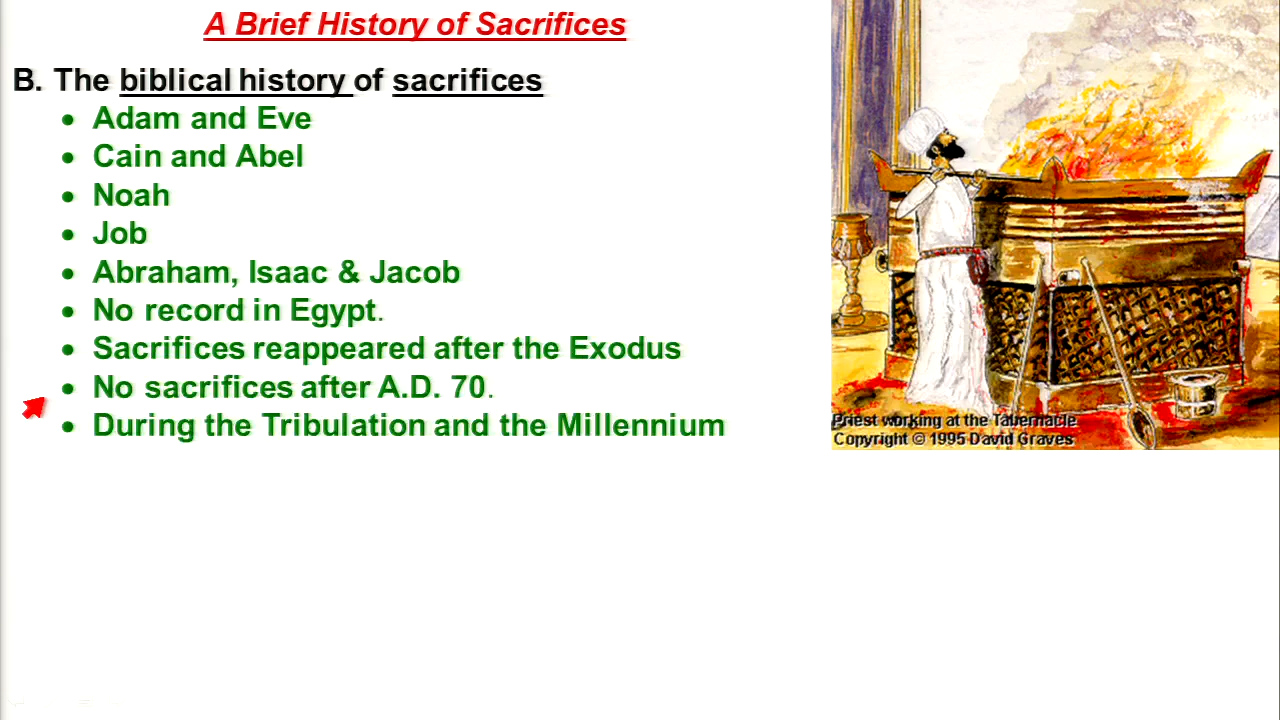 A Brief History of Sacrifices
B. The biblical history of sacrifices
• Adam and Eve
• Cain and Abel
• Noah
• Job
• Abraham, Isaac & Jacob
• No record in Egypt.
• Sacrifices reappeared after the Exodus
• No sacrifices after A.D. 70.
• During the Tribulation and the Millennium
Priest working at the Tabernacle
Copyright © 1995 David Graves